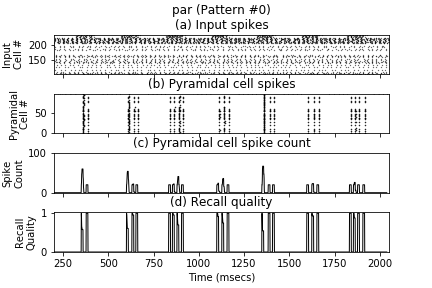 par (Pattern #0)
(a) Input spikes
Input
Cell #
200
150
(b) Pyramidal cell spikes
Pyramidal
Cell #
50
0
(c) Pyramidal cell spike count
Spike
Count
100
0
(d) Recall quality
Recall
Quality
1
0
250 500 750 1000 1250 1500 1750 2000
Time (msecs)